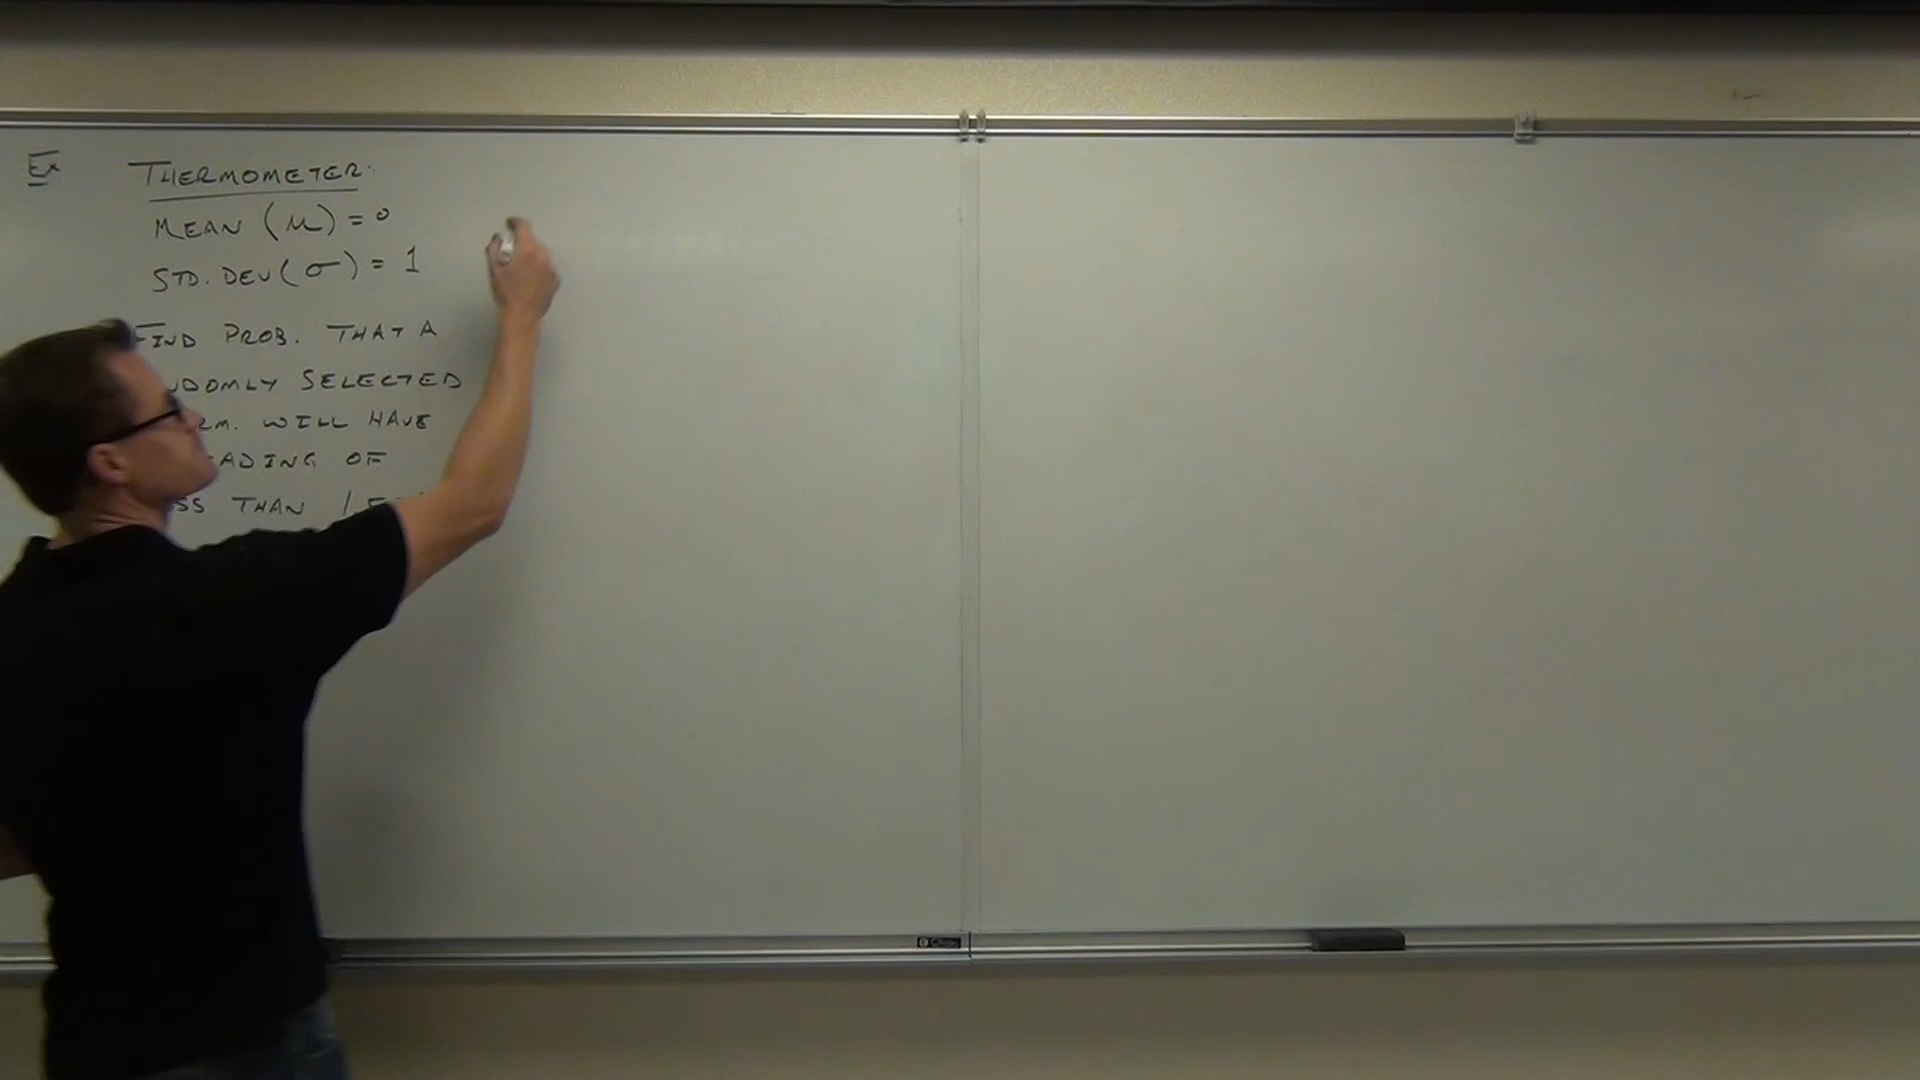 Ex THERMOMETER.
MEAN (μ) = 0
STD. DEV (σ) = 1
FIND PROB. THAT A
SELECTED
WILL HAVE
OF
THAN